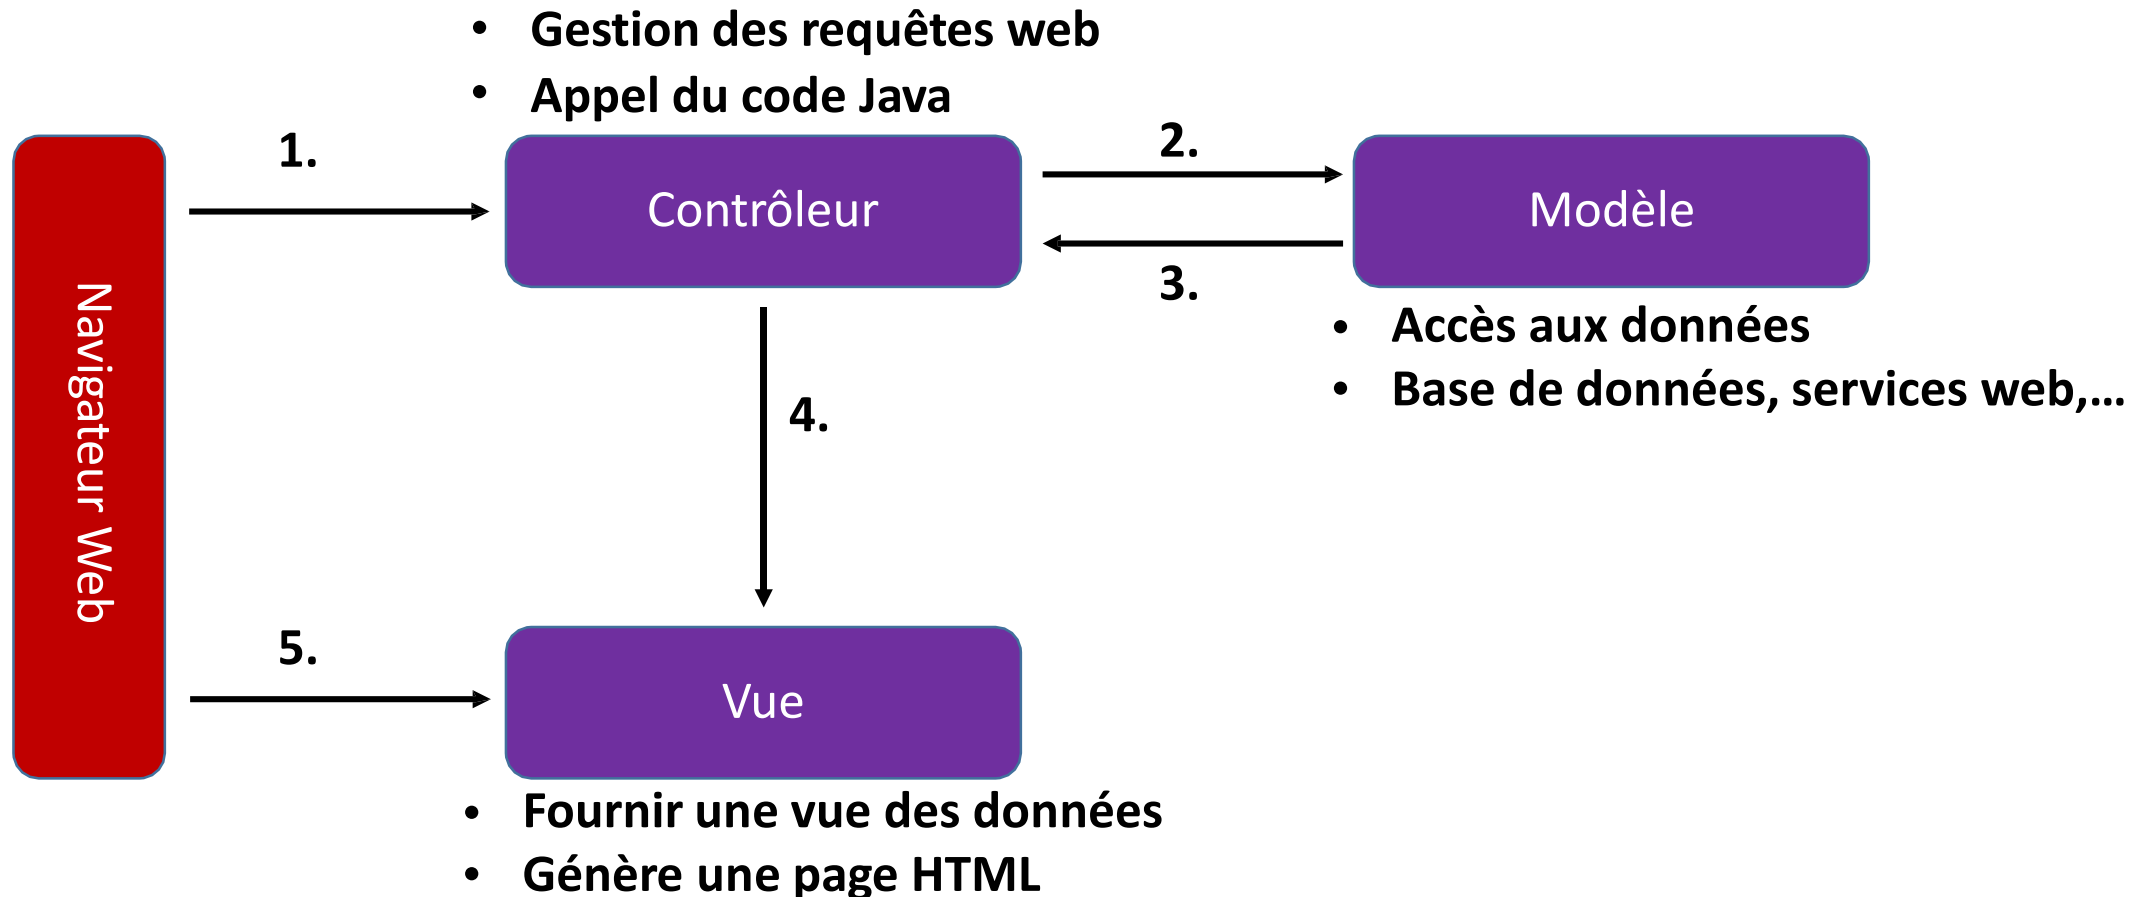 • Gestion des requêtes web
• Appel du code Java
1.
2.
Contrôleur
Modèle
3.
Navigateur Web
• Accès aux données
• Base de données, services web,...
4.
5.
Vue
• Fournir une vue des données
• Génère une page HTML